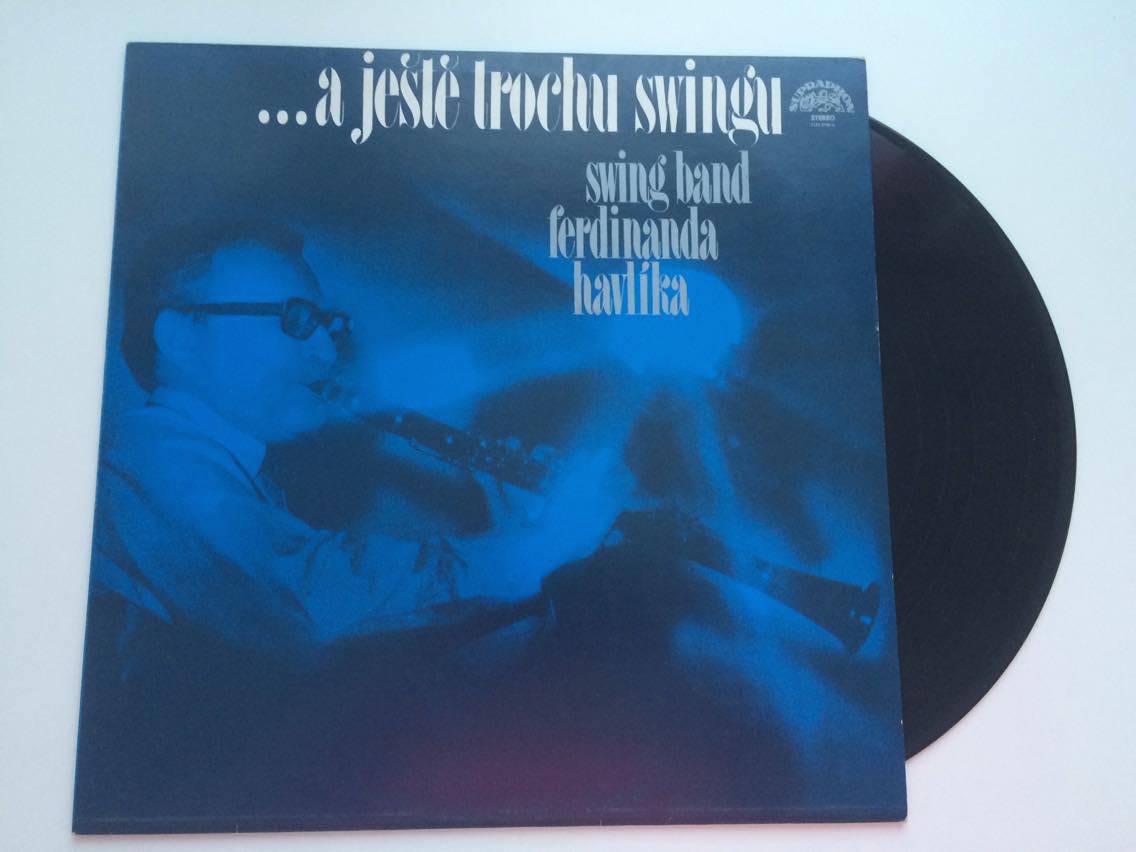 ...a ještě trochu swingu
SUPRAPHON
STEREO
swing band
ferdinanda
havlíka